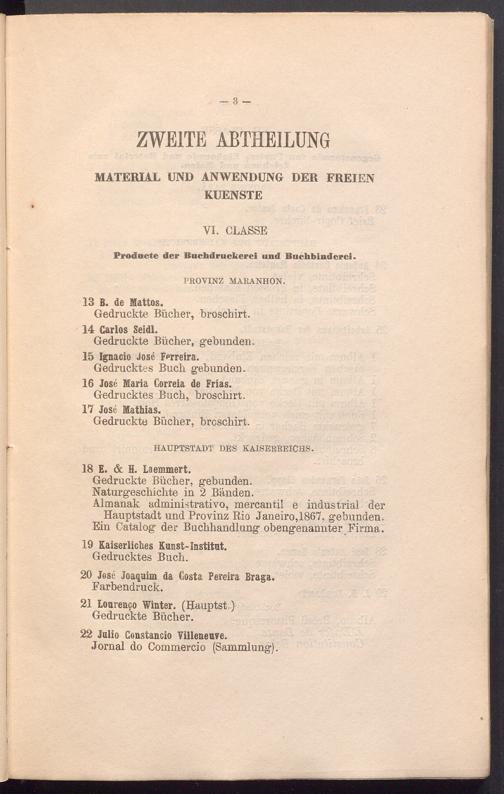 — 3 —
ZWEITE ABTHEILUNG
MATERIAL UND ANWENDUNG DER FREIEN
KUENSTE
VI. CLASSE
Producte der Buchdruckerei und Buchbinderei.
PROVINZ MARANHON.
13 B. de Mattos.
Gedruckte Bücher, broschirt.
14 Carlos Seidl.
Gedruckte Bücher, gebunden.
15 Ignacio José Ferreira.
Gedrucktes Buch gebunden.
16 José Maria Correia de Frias.
Gedrucktes Buch, broschirt.
17 José Mathias.
Gedruckte Bücher, broschirt.
HAUPTSTADT DES KAISERREICHS.
18 E. & H. Laemmert.
Gedruckte Bücher, gebunden.
Naturgeschichte in 2 Bänden.
Almanak administrativo, mercantil e industrial der
Hauptstadt und Provinz Rio Janeiro,1867, gebunden.
Ein Catalog der Buchhandlung obengenannter Firma.
19 Kaiserliches Kunst-Institut.
Gedrucktes Buch.
20 José Joaquim da Costa Pereira Braga.
Farbendruck.
21 Lourenço Winter. (Hauptst.)
Gedruckte Bücher.
22 Julio Constancio Villeneuve.
Jornal do Commercio (Sammlung).